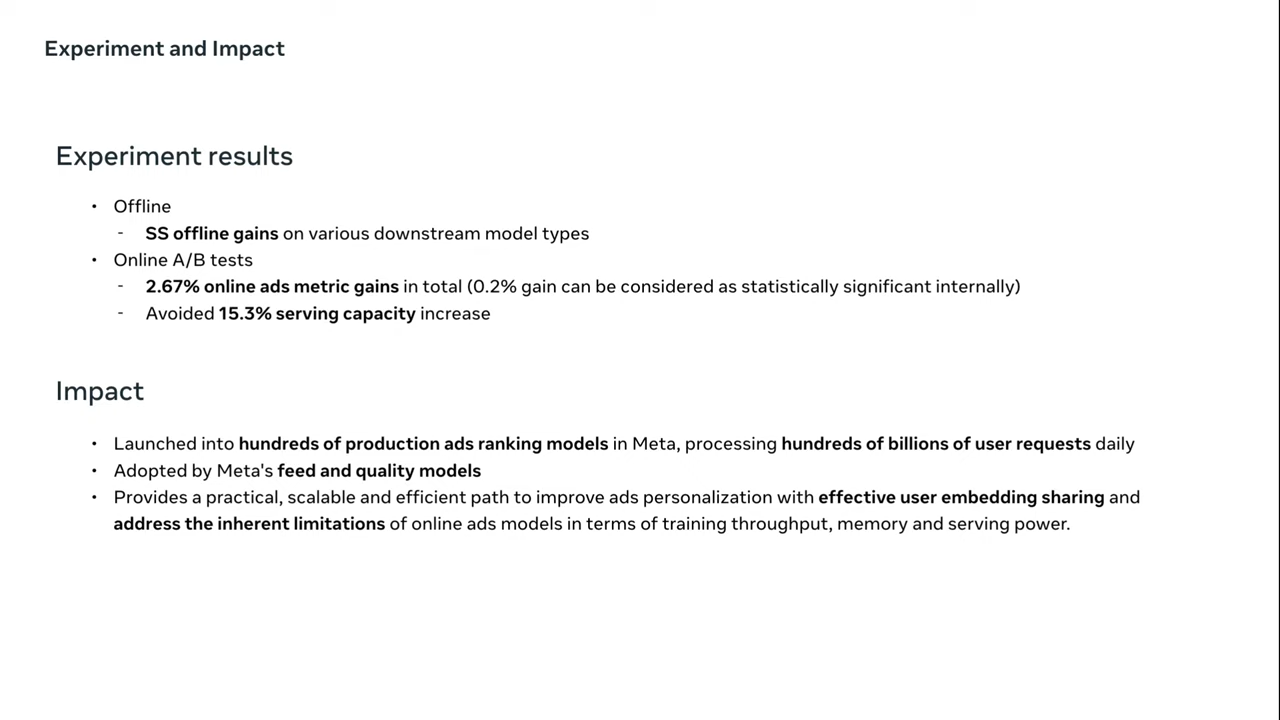 Experiment and Impact
Experiment results
• Offline
- SS offline gains on various downstream model types
• Online A/B tests
- 2.67% online ads metric gains in total (0.2% gain can be considered as statistically significant internally)
- Avoided 15.3% serving capacity increase
Impact
• Launched into hundreds of production ads ranking models in Meta, processing hundreds of billions of user requests daily
• Adopted by Meta's feed and quality models
• Provides a practical, scalable and efficient path to improve ads personalization with effective user embedding sharing and
address the inherent limitations of online ads models in terms of training throughput, memory and serving power.